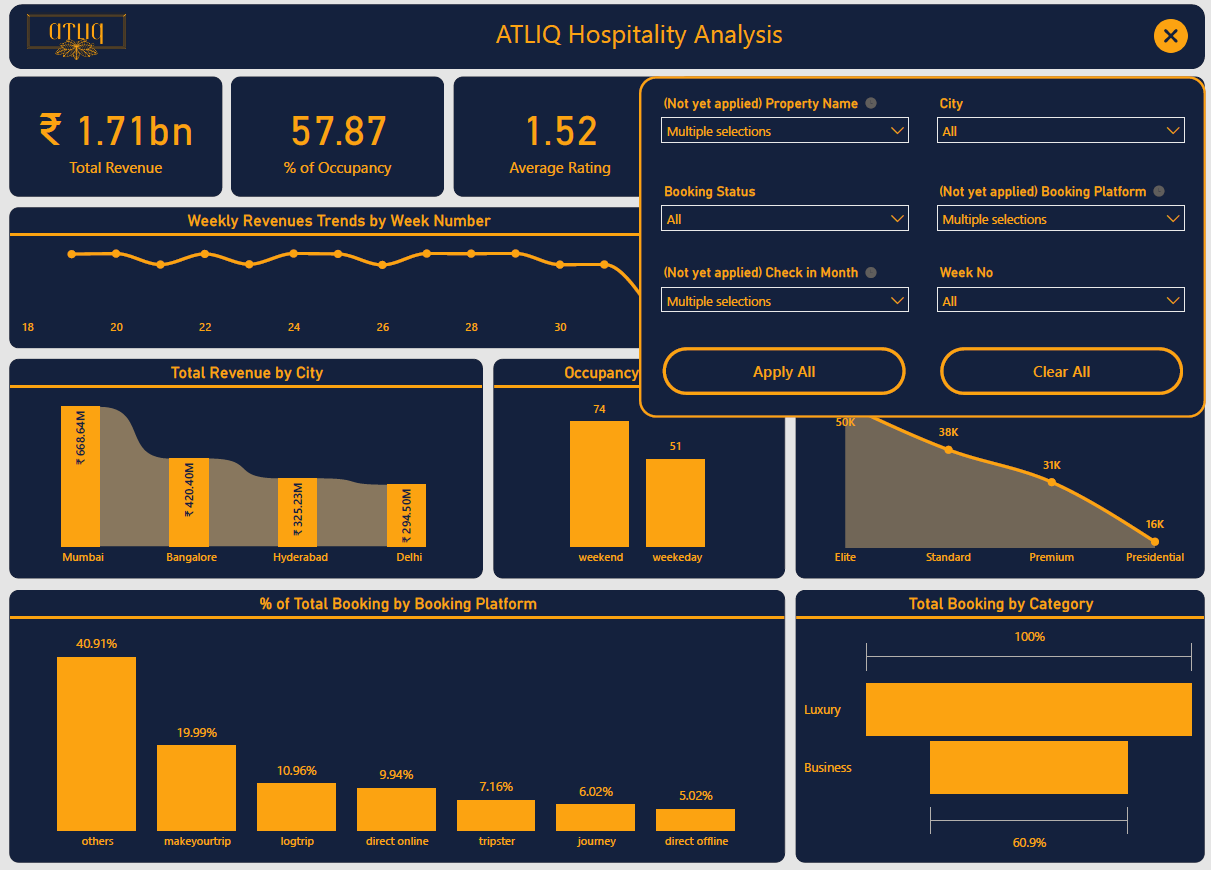 ATLIQ
ATLIQ Hospitality Analysis
₹ 1.71bn
Total Revenue
57.87
% of Occupancy
1.52
Average Rating
(Not yet applied) Property Name
Multiple selections
City
All
Booking Status
All
(Not yet applied) Booking Platform
Multiple selections
(Not yet applied) Check in Month
Multiple selections
Week No
All
Apply All
Clear All
Weekly Revenues Trends by Week Number
18 20 22 24 26 28 30
Total Revenue by City
₹ 668.64M
₹ 420.40M
₹ 325.23M
₹ 294.50M
Mumbai Bangalore Hyderabad Delhi
Occupancy
74
51
weekend weekeday
50K
38K
31K
16K
Elite Standard Premium Presidential
% of Total Booking by Booking Platform
40.91%
19.99%
10.96%
9.94%
7.16%
6.02%
5.02%
others makeyourtrip logtrip direct online tripster journey direct offline
Total Booking by Category
100%
Luxury
Business
60.9%